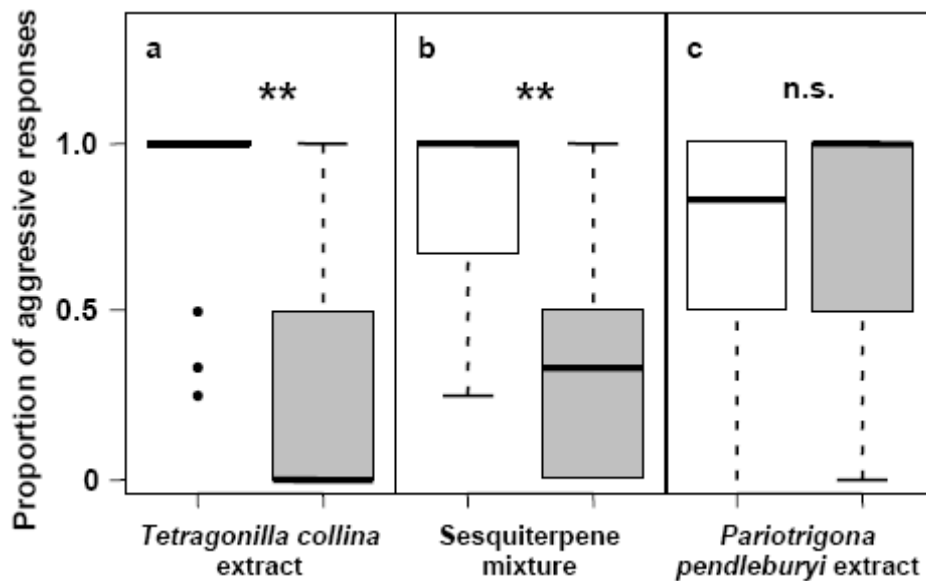 Proportion of aggressive responses
a
b
c
**
**
n.s.
1.0
0.5
0
Tetragonilla collina
extract
Sesquiterpene
mixture
Pariotrigona
pendleburyi extract